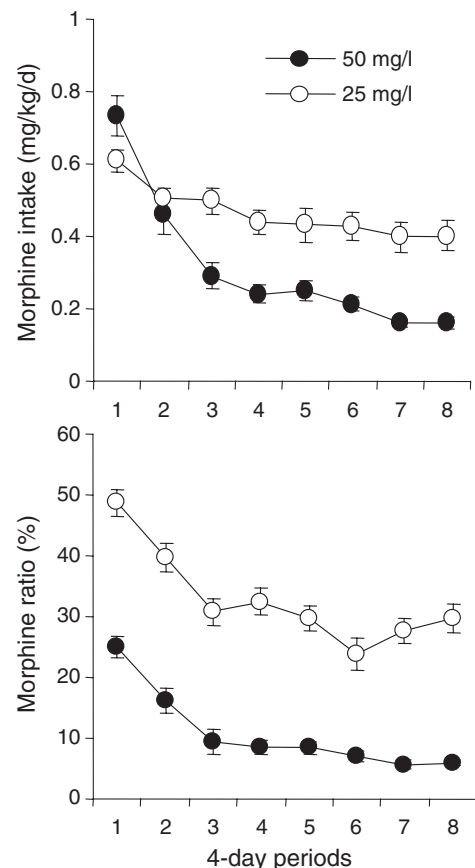 Morphine intake (mg/kg/d)
1
0.8
0.6
0.4
0.2
0
50 mg/l
25 mg/l
1 2 3 4 5 6 7 8
Morphine ratio (%)
60
50
40
30
20
10
0
1 2 3 4 5 6 7 8
4-day periods